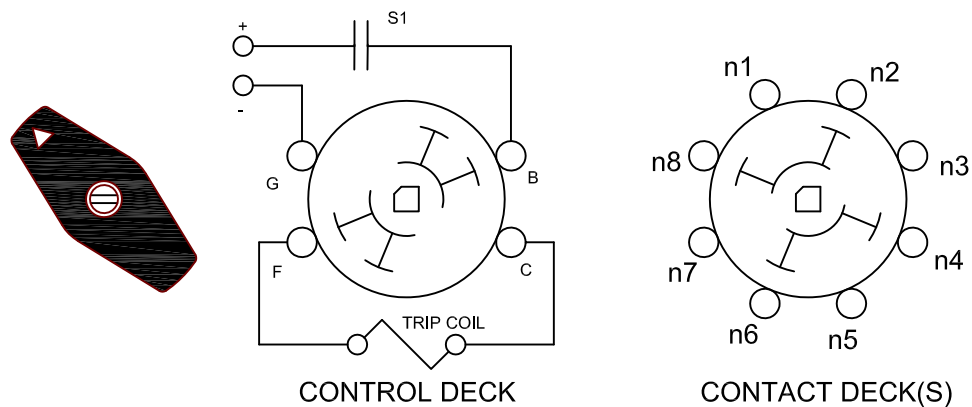 S1
+
-
G
B
F
C
TRIP COIL
CONTROL DECK
n1
n2
n8
n3
n7
n4
n6
n5
CONTACT DECK(S)